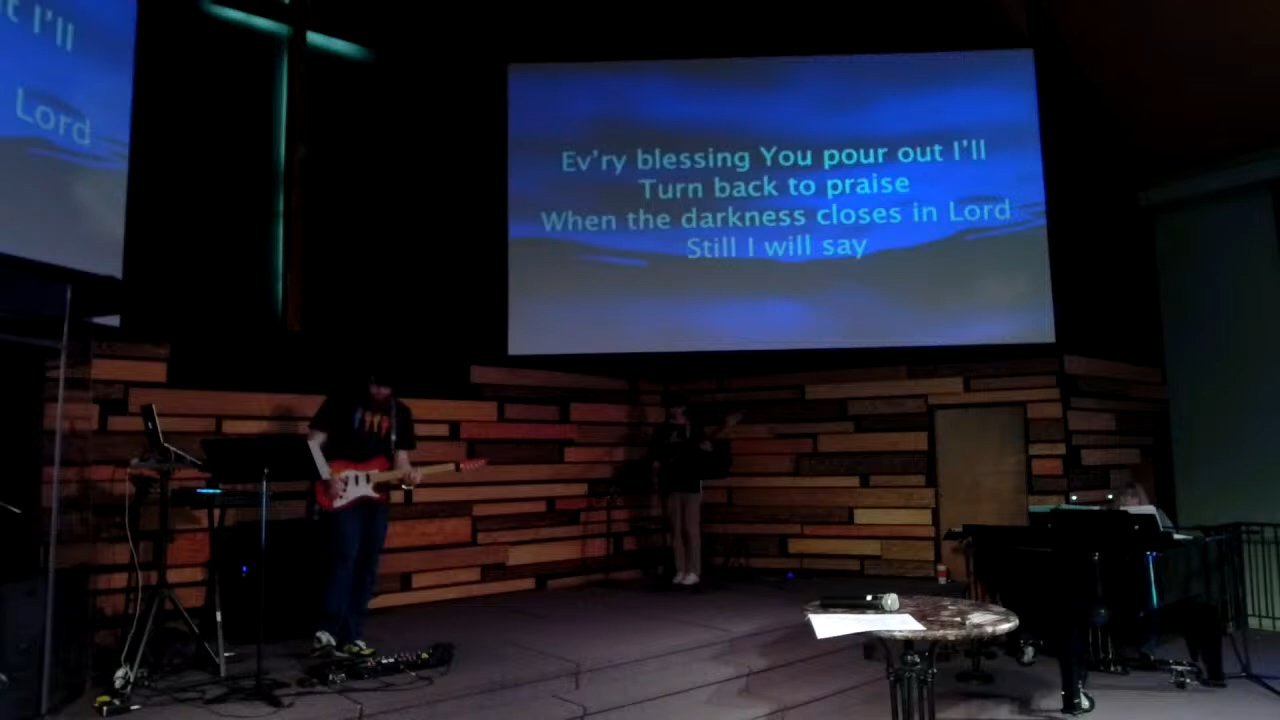 t I'll
Lord
Ev'ry blessing You pour out I'll
Turn back to praise
When the darkness closes in Lord
Still I will say